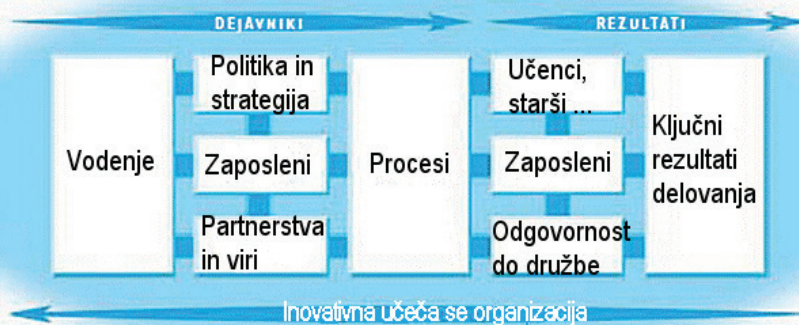 DEJAVNIKI
REZULTATI
Vodenje
Politika in
strategija
Zaposleni
Partnerstva
in viri
Procesi
Učenci,
starši ...
Zaposleni
Odgovornost
do družbe
Ključni
rezultati
delovanja
Inovativna učeča se organizacija